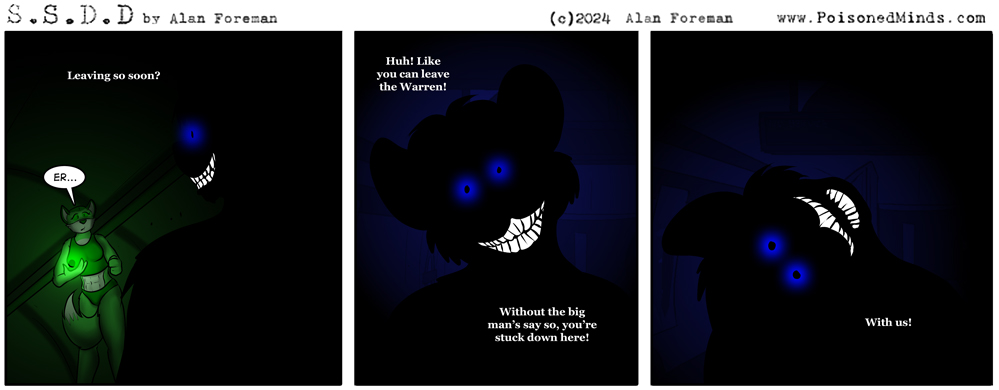 S.S.D.D by Alan Foreman (c)2024 Alan Foreman www.PoisonedMinds.com
Leaving so soon?
ER...
Huh! Like
you can leave
the Warren!
Without the big
man's say so, you're
stuck down here!
With us!